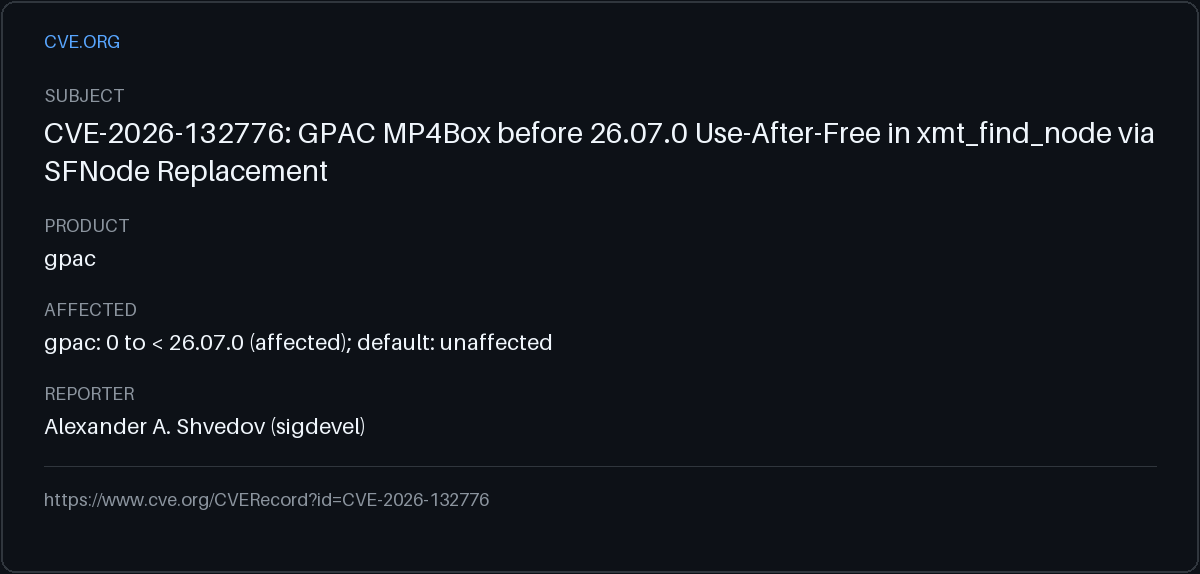 CVE.ORG
SUBJECT
CVE-2026-132776: GPAC MP4Box before 26.07.0 Use-After-Free in xmt_find_node via
SFNode Replacement
PRODUCT
gpac
AFFECTED
gpac: 0 to < 26.07.0 (affected); default: unaffected
REPORTER
Alexander A. Shvedov (sigdevel)
https://www.cve.org/CVERecord?id=CVE-2026-132776